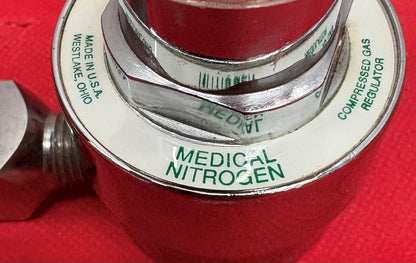 MADE IN U.S.A.
WESTLAKE, OHIO
MEDICAL
NITROGEN
COMPRESSED GAS
REGULATOR